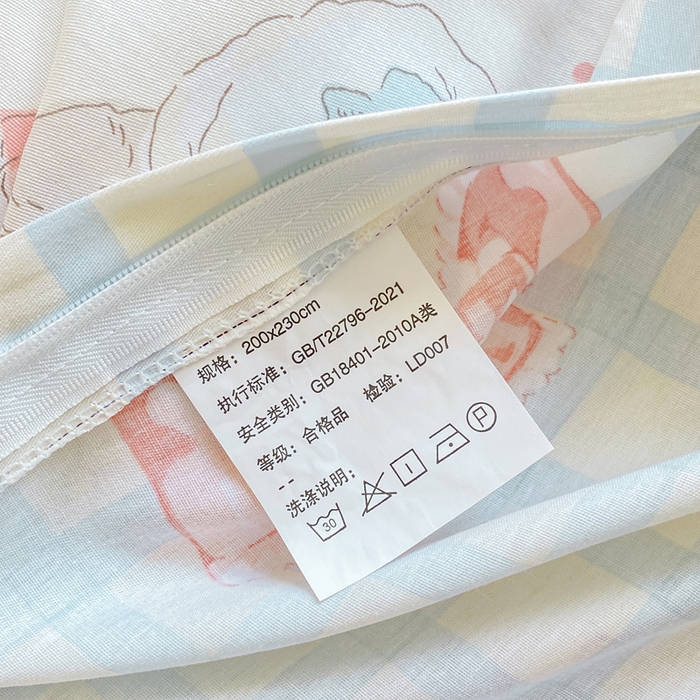 规格：200x230cm
执行标准：GB/T22796-2021
安全类别：GB18401-2010A类
等级：合格品 检验：LD007
--
洗涤说明：
30 P